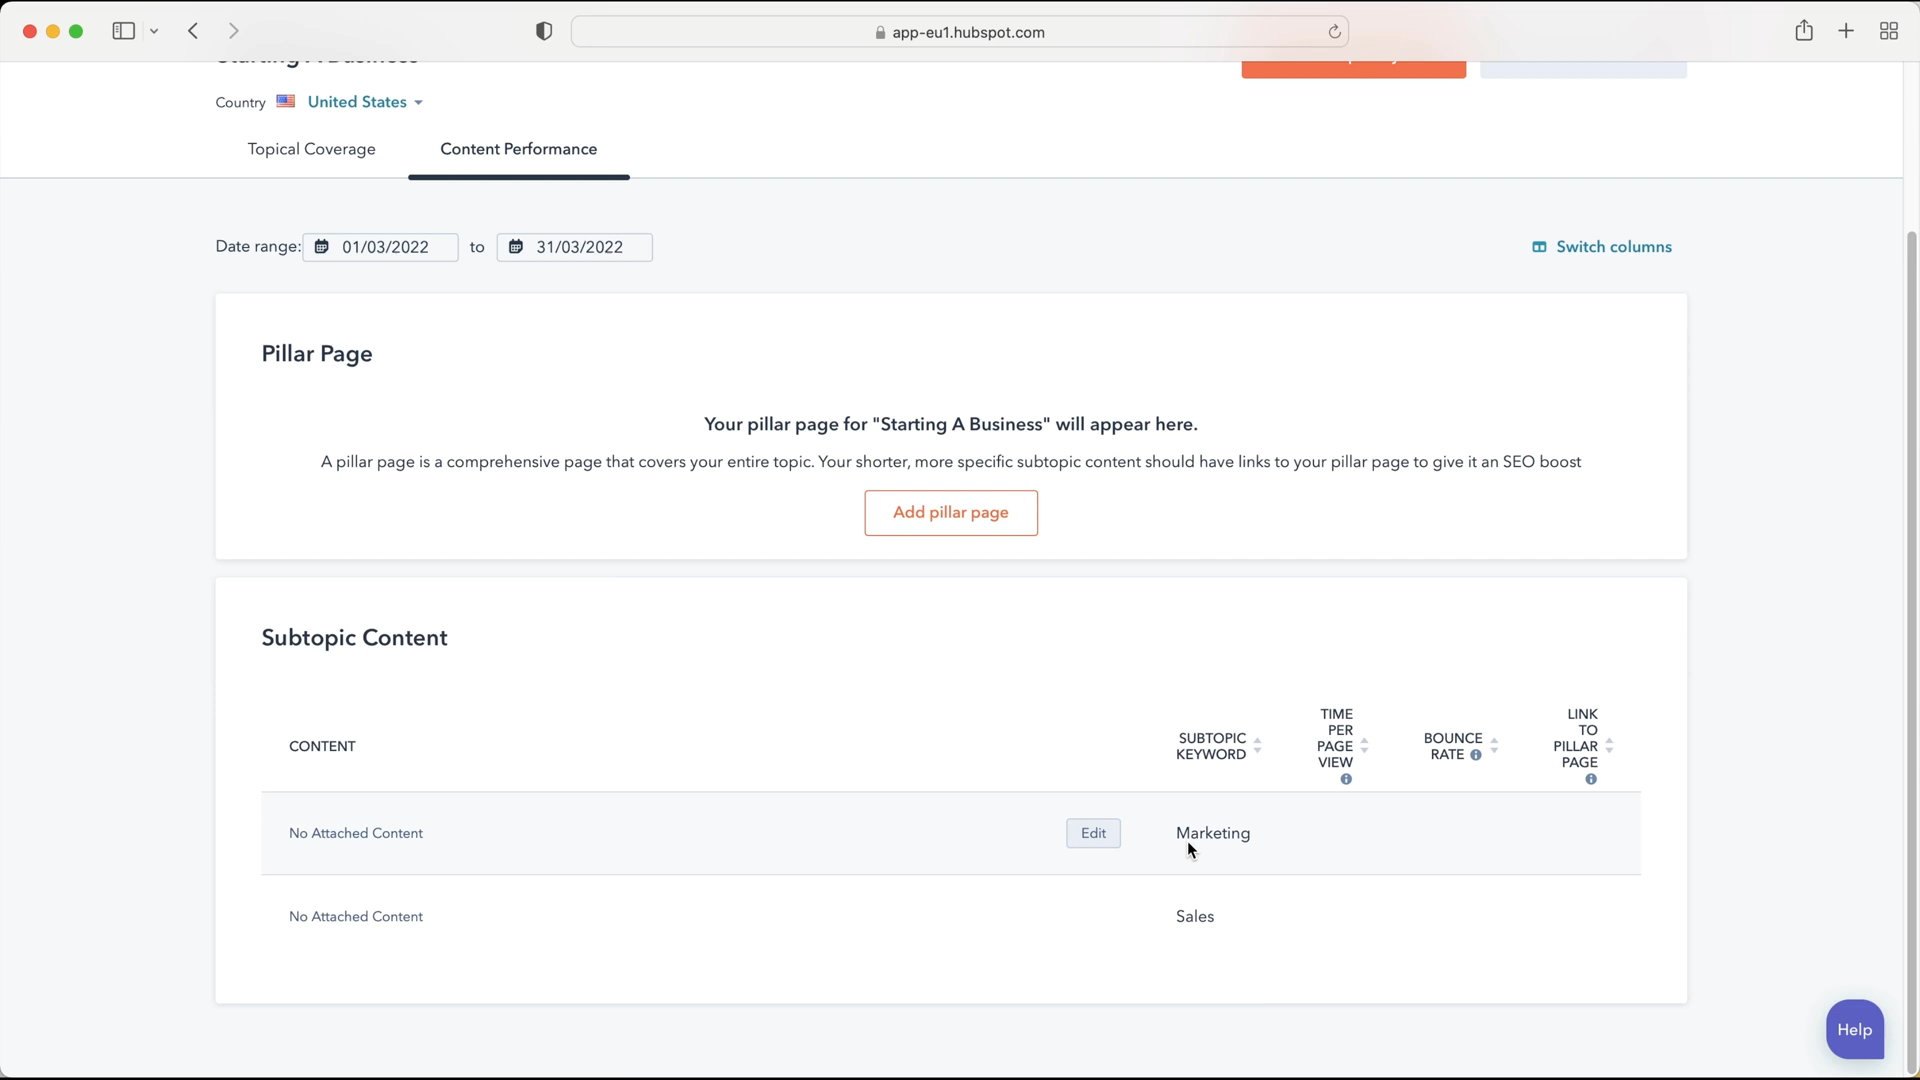 app-eu1.hubspot.com
Starting A Business
Country United States
Topical Coverage Content Performance
Date range: 01/03/2022 to 31/03/2022 Switch columns
Pillar Page
Your pillar page for "Starting A Business" will appear here.
A pillar page is a comprehensive page that covers your entire topic. Your shorter, more specific subtopic content should have links to your pillar page to give it an SEO boost
Add pillar page
Subtopic Content
CONTENT
SUBTOPIC
KEYWORD
TIME
PER
PAGE
VIEW
BOUNCE
RATE
LINK
TO
PILLAR
PAGE
No Attached Content Edit Marketing
No Attached Content Sales
Help